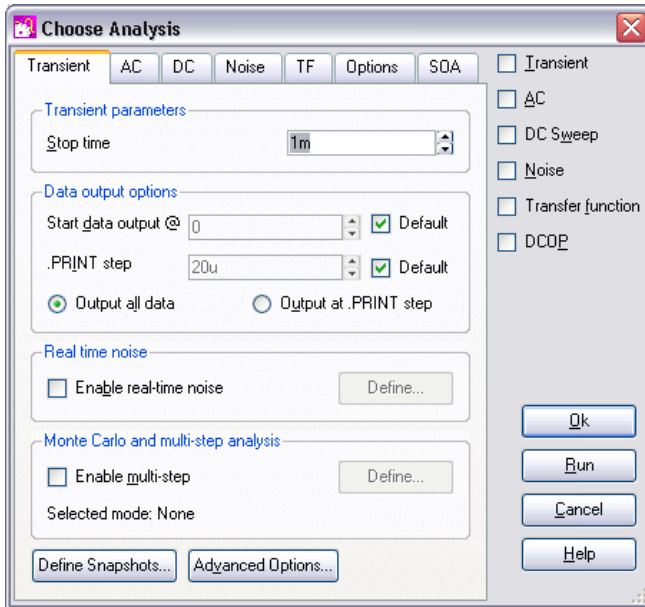 Choose Analysis
Transient AC DC Noise TF Options SOA
Transient parameters
Stop time 1m
Data output options
Start data output @ 0 Default
.PRINT step 20u Default
Output all data Output at .PRINT step
Real time noise
Enable real-time noise Define...
Monte Carlo and multi-step analysis
Enable multi-step Define...
Selected mode: None
Define Snapshots... Advanced Options...
Transient
AC
DC Sweep
Noise
Transfer function
DCOP
Ok
Run
Cancel
Help